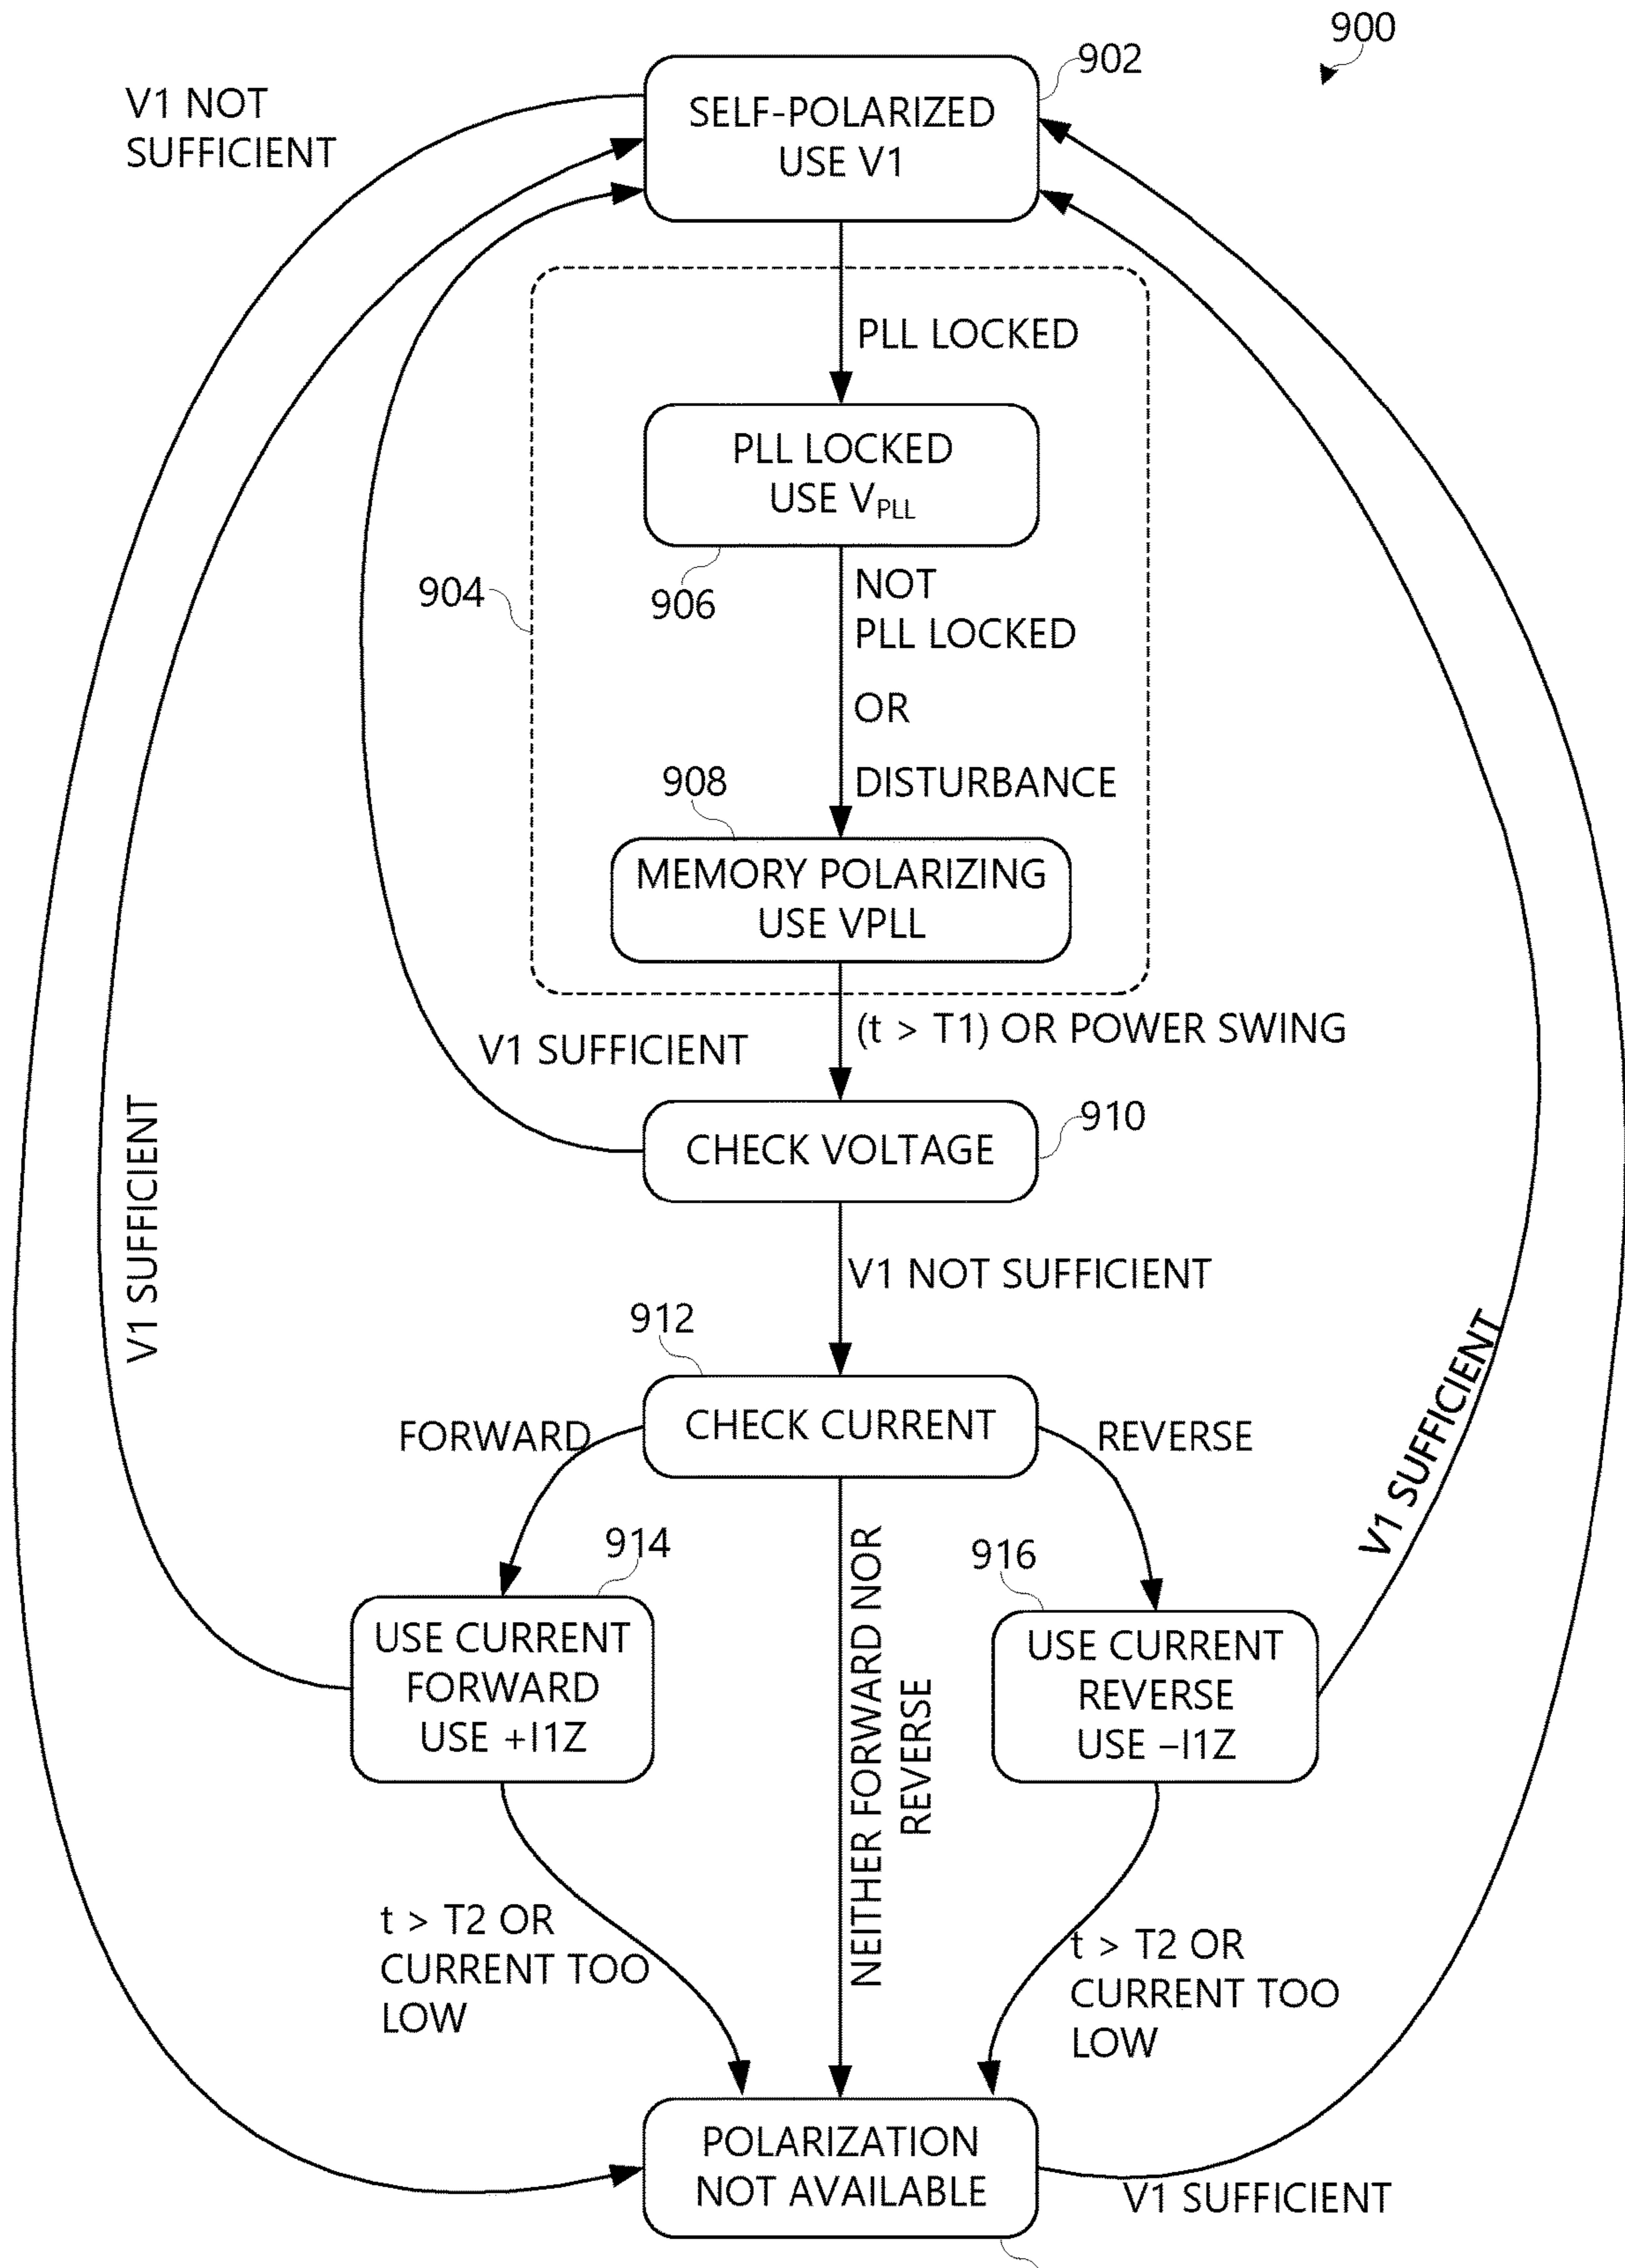 900
902
V1 NOT
SUFFICIENT
SELF-POLARIZED
USE V1
PLL LOCKED
PLL LOCKED
USE VPLL
904
906
NOT
PLL LOCKED
OR
DISTURBANCE
908
MEMORY POLARIZING
USE VPLL
(t > T1) OR POWER SWING
V1 SUFFICIENT
910
CHECK VOLTAGE
V1 SUFFICIENT
V1 NOT SUFFICIENT
912
CHECK CURRENT
FORWARD
REVERSE
V1 SUFFICIENT
914
916
USE CURRENT
FORWARD
USE +I1Z
NEITHER FORWARD NOR
REVERSE
USE CURRENT
REVERSE
USE –I1Z
t > T2 OR
CURRENT TOO
LOW
t > T2 OR
CURRENT TOO
LOW
POLARIZATION
NOT AVAILABLE
V1 SUFFICIENT